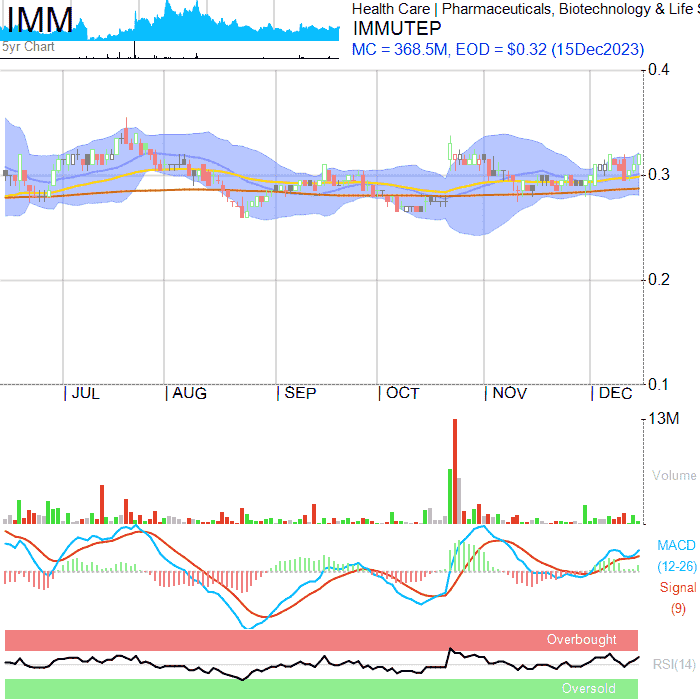 IMM
5yr Chart
Health Care | Pharmaceuticals, Biotechnology & Life S
IMMUTEP
MC = 368.5M, EOD = $0.32 (15Dec2023)
0.4
0.3
0.2
0.1
JUL
AUG
SEP
OCT
NOV
DEC
13M
Volume
MACD
(12-26)
Signal
(9)
Overbought
RSI(14)
Oversold